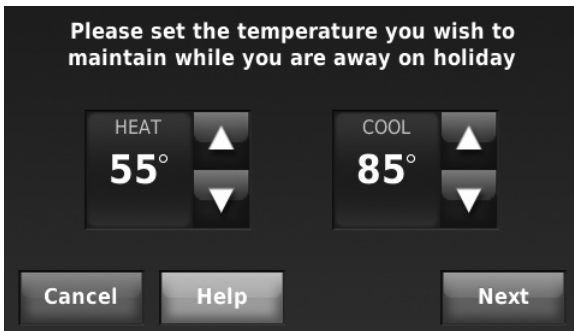 Please set the temperature you wish to
maintain while you are away on holiday
HEAT
55°
COOL
85°
Cancel
Help
Next